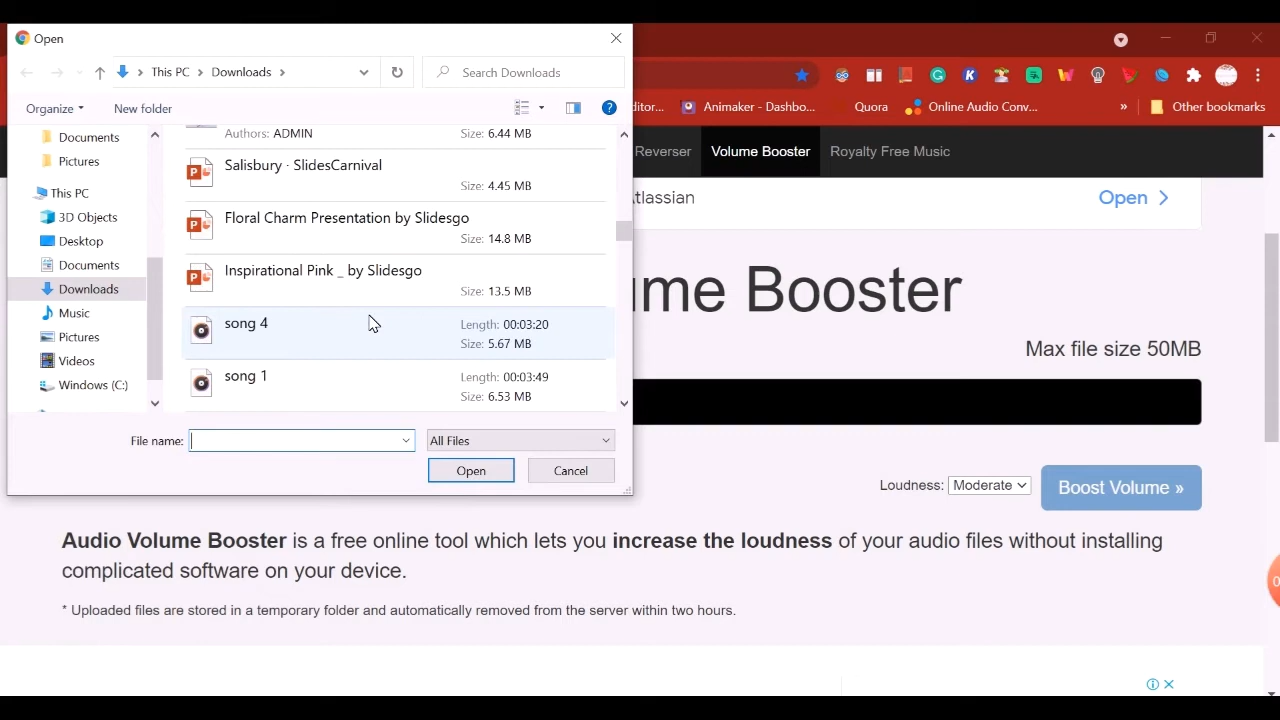 Open
This PC > Downloads >
Search Downloads
Organize
New folder
Documents
Pictures
This PC
3D Objects
Desktop
Documents
Downloads
Music
Pictures
Videos
Windows (C:)
Authors: ADMIN
Size: 6.44 MB
Salisbury · SlidesCarnival
Size: 4.45 MB
Floral Charm Presentation by Slidesgo
Size: 14.8 MB
Inspirational Pink _ by Slidesgo
Size: 13.5 MB
song 4
Length: 00:03:20
Size: 5.67 MB
song 1
Length: 00:03:49
Size: 6.53 MB
File name:
All Files
Open
Cancel
Animaker - Dashbo...
Quora
Online Audio Conv...
»
Other bookmarks
Reverser
Volume Booster
Royalty Free Music
Open
Booster
Max file size 50MB
Loudness: Moderate
Boost Volume »
Audio Volume Booster is a free online tool which lets you increase the loudness of your audio files without installing
complicated software on your device.
* Uploaded files are stored in a temporary folder and automatically removed from the server within two hours.